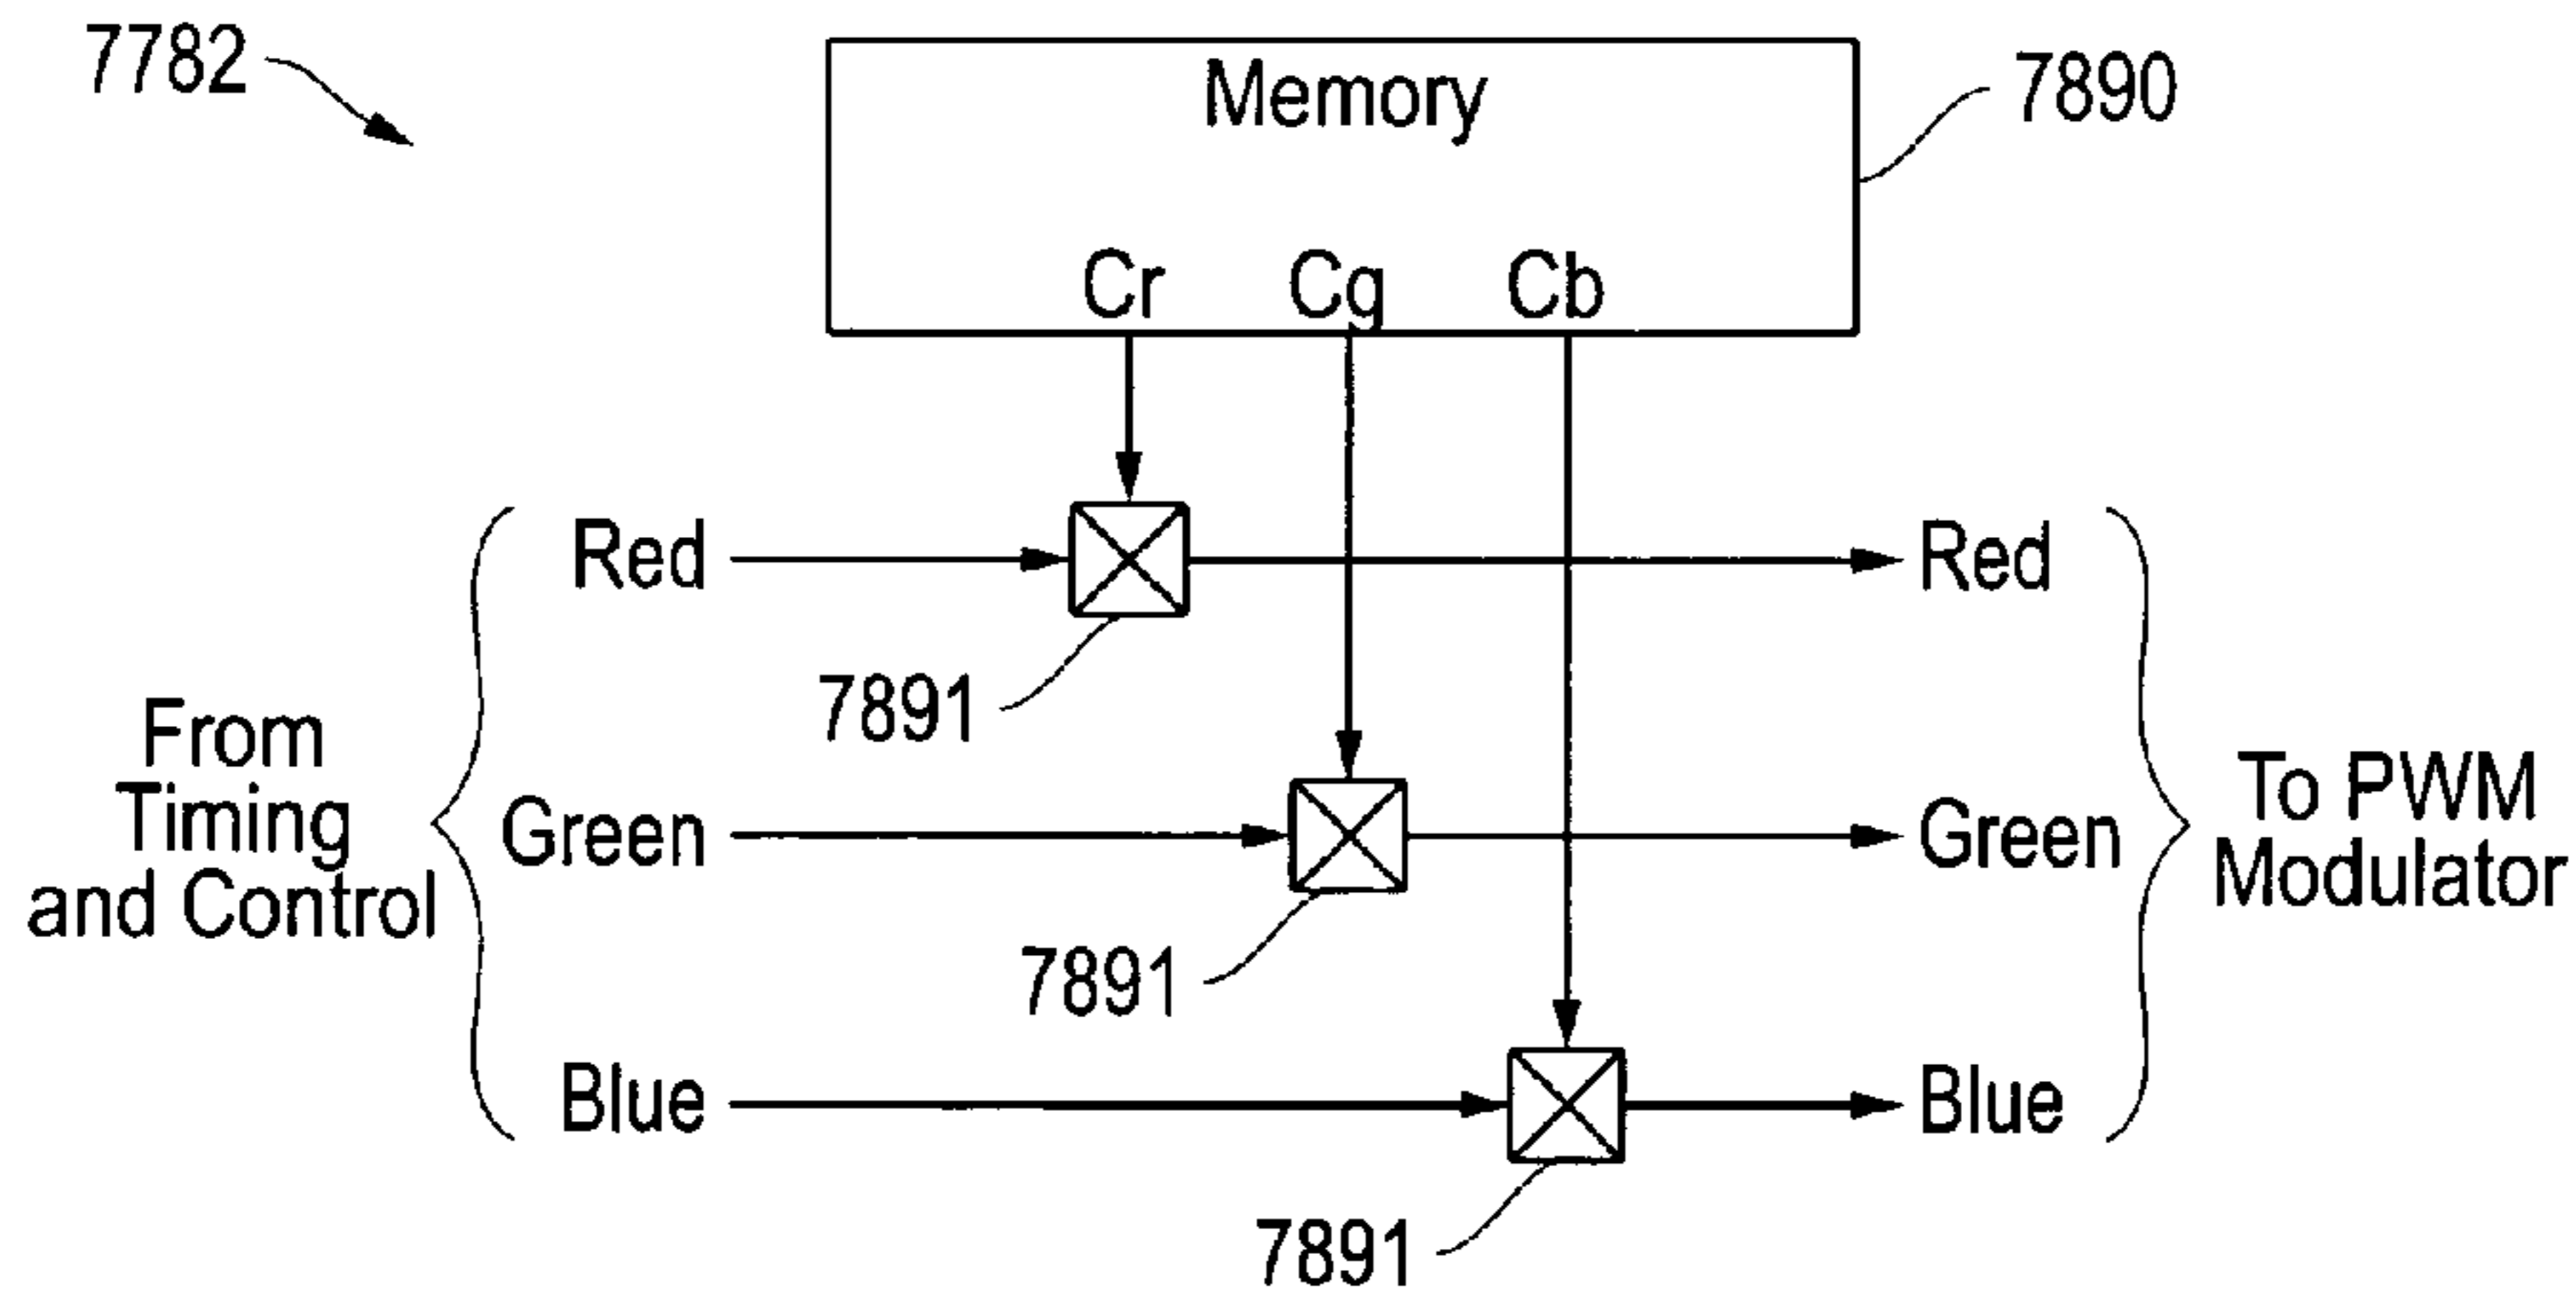 7782
Memory
7890
Cr Cg Cb
Red
Red
7891
From
Timing
and Control
Green
Green
To PWM
Modulator
7891
Blue
Blue
7891